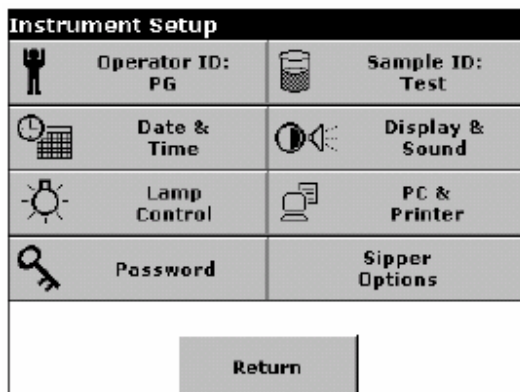 Instrument Setup
Operator ID:
PG
Sample ID:
Test
Date &
Time
Display &
Sound
Lamp
Control
PC &
Printer
Password
Sipper
Options
Return